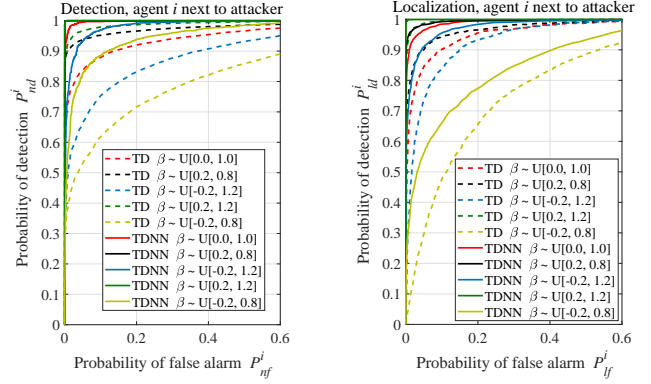 Detection, agent i next to attacker
Probability of detection P^i_nd
1
0.9
0.8
0.7
0.6
0.5
0.4
0.3
0.2
0.1
0
TD β ~ U[0.0, 1.0]
TD β ~ U[0.2, 0.8]
TD β ~ U[-0.2, 1.2]
TD β ~ U[0.2, 1.2]
TD β ~ U[-0.2, 0.8]
TDNN β ~ U[0.0, 1.0]
TDNN β ~ U[0.2, 0.8]
TDNN β ~ U[-0.2, 1.2]
TDNN β ~ U[0.2, 1.2]
TDNN β ~ U[-0.2, 0.8]
0 0.2 0.4 0.6
Probability of false alarm P^i_nf
Localization, agent i next to attacker
Probability of detection P^i_ld
1
0.9
0.8
0.7
0.6
0.5
0.4
0.3
0.2
0.1
0
TD β ~ U[0.0, 1.0]
TD β ~ U[0.2, 0.8]
TD β ~ U[-0.2, 1.2]
TD β ~ U[0.2, 1.2]
TD β ~ U[-0.2, 0.8]
TDNN β ~ U[0.0, 1.0]
TDNN β ~ U[0.2, 0.8]
TDNN β ~ U[-0.2, 1.2]
TDNN β ~ U[0.2, 1.2]
TDNN β ~ U[-0.2, 0.8]
0 0.2 0.4 0.6
Probability of false alarm P^i_lf